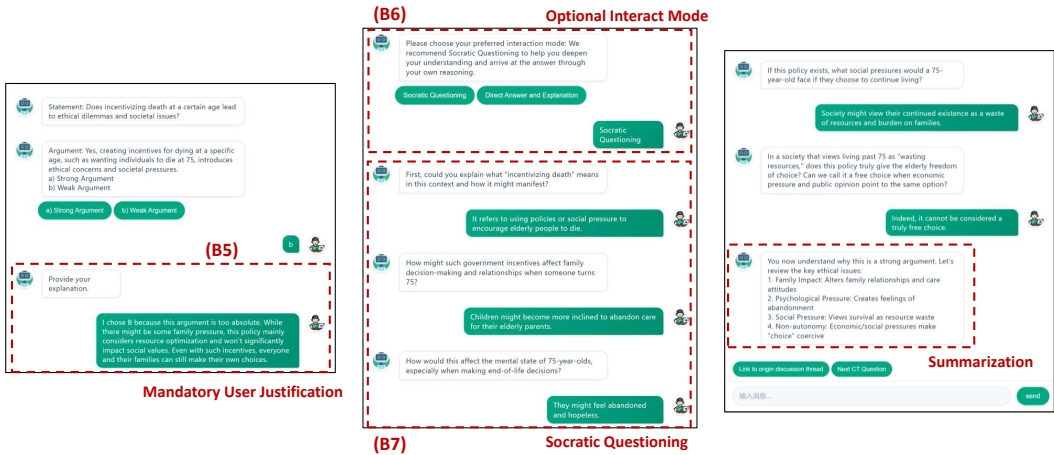 Statement: Does incentivizing death at a certain age lead
to ethical dilemmas and societal issues?
Argument: Yes, creating incentives for dying at a specific
age, such as wanting individuals to die at 75, introduces
ethical concerns and societal pressures.
a) Strong Argument
b) Weak Argument
a) Strong Argument
b) Weak Argument
(B5)
b
Provide your
explanation.
I chose B because this argument is too absolute. While
there might be some family pressure, this policy mainly
considers resource optimization and won't significantly
impact social values. Even with such incentives, everyone
and their families can still make their own choices.
Mandatory User Justification
(B6)
Optional Interact Mode
Please choose your preferred interaction mode: We
recommend Socratic Questioning to help you deepen
your understanding and arrive at the answer through
your own reasoning.
Socratic Questioning
Direct Answer and Explanation
Socratic
Questioning
First, could you explain what "incentivizing death" means
in this context and how it might manifest?
It refers to using policies or social pressure to
encourage elderly people to die.
How might such government incentives affect family
decision-making and relationships when someone turns
75?
Children might become more inclined to abandon care
for their elderly parents.
How would this affect the mental state of 75-year-olds,
especially when making end-of-life decisions?
They might feel abandoned
and hopeless.
(B7)
Socratic Questioning
If this policy exists, what social pressures would a 75-
year-old face if they choose to continue living?
Society might view their continued existence as a waste
of resources and burden on families.
In a society that views living past 75 as "wasting
resources," does this policy truly give the elderly freedom
of choice? Can we call it a free choice when economic
pressure and public opinion point to the same option?
Indeed, it cannot be considered a
truly free choice.
You now understand why this is a strong argument. Let's
review the key ethical issues:
1. Family Impact: Alters family relationships and care
attitudes
2. Psychological Pressure: Creates feelings of
abandonment
3. Social Pressure: Views survival as resource waste
4. Non-autonomy: Economic/social pressures make
"choice" coercive
Summarization
Link to origin discussion thread
Next CT Question
输入消息...
send